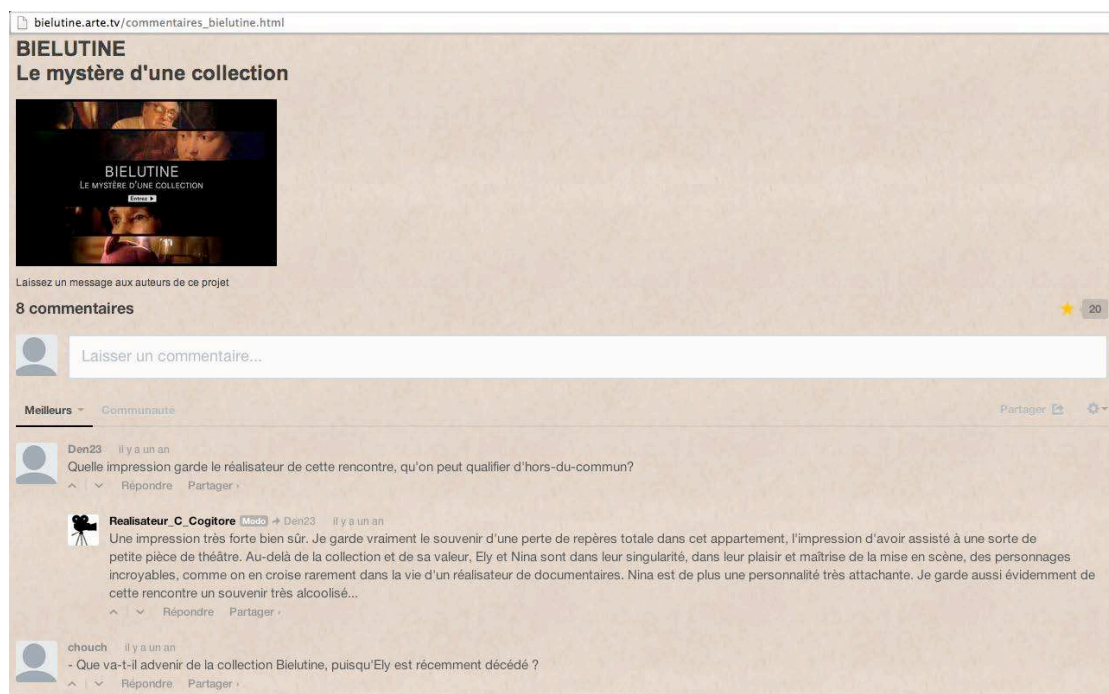 bielutine.arte.tv/commentaires_bielutine.html
BIELUTINE
Le mystère d'une collection
BIELUTINE
LE MYSTÈRE D'UNE COLLECTION
Entrez
Laissez un message aux auteurs de ce projet
8 commentaires
20
Laisser un commentaire...
Meilleurs Communauté Partager
Den23 il y a un an
Quelle impression garde le réalisateur de cette rencontre, qu'on peut qualifier d'hors-du-commun?
Répondre Partager ›
Realisateur_C_Cogitore Modo Den23 il y a un an
Une impression très forte bien sûr. Je garde vraiment le souvenir d'une perte de repères totale dans cet appartement, l'impression d'avoir assisté à une sorte de
petite pièce de théâtre. Au-delà de la collection et de sa valeur, Ely et Nina sont dans leur singularité, dans leur plaisir et maîtrise de la mise en scène, des personnages
incroyables, comme on en croise rarement dans la vie d'un réalisateur de documentaires. Nina est de plus une personnalité très attachante. Je garde aussi évidemment de
cette rencontre un souvenir très alcoolisé...
Répondre Partager ›
chouch il y a un an
- Que va-t-il advenir de la collection Bielutine, puisqu'Ely est récemment décédé ?
Répondre Partager ›